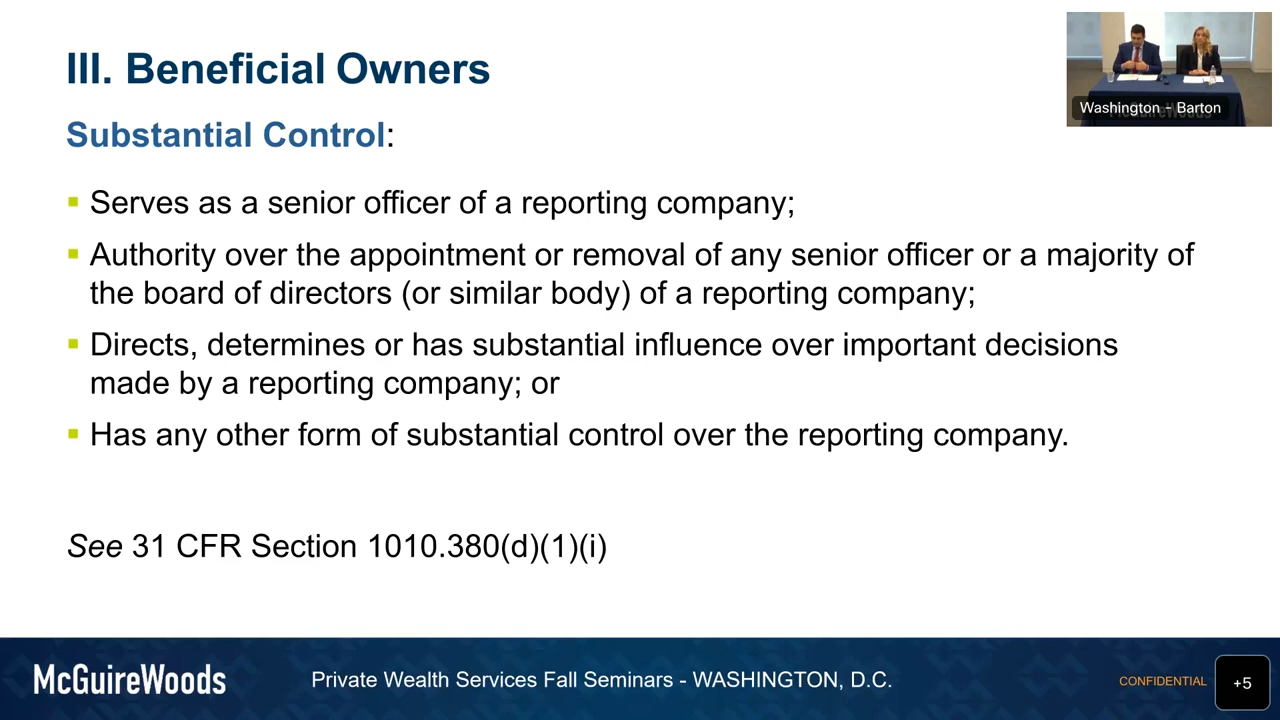 III. Beneficial Owners
Substantial Control:
Serves as a senior officer of a reporting company;
Authority over the appointment or removal of any senior officer or a majority of
the board of directors (or similar body) of a reporting company;
Directs, determines or has substantial influence over important decisions
made by a reporting company; or
Has any other form of substantial control over the reporting company.
See 31 CFR Section 1010.380(d)(1)(i)
Washington - Barton
McGuireWoods
McGuireWoods
Private Wealth Services Fall Seminars - WASHINGTON, D.C.
CONFIDENTIAL
+5